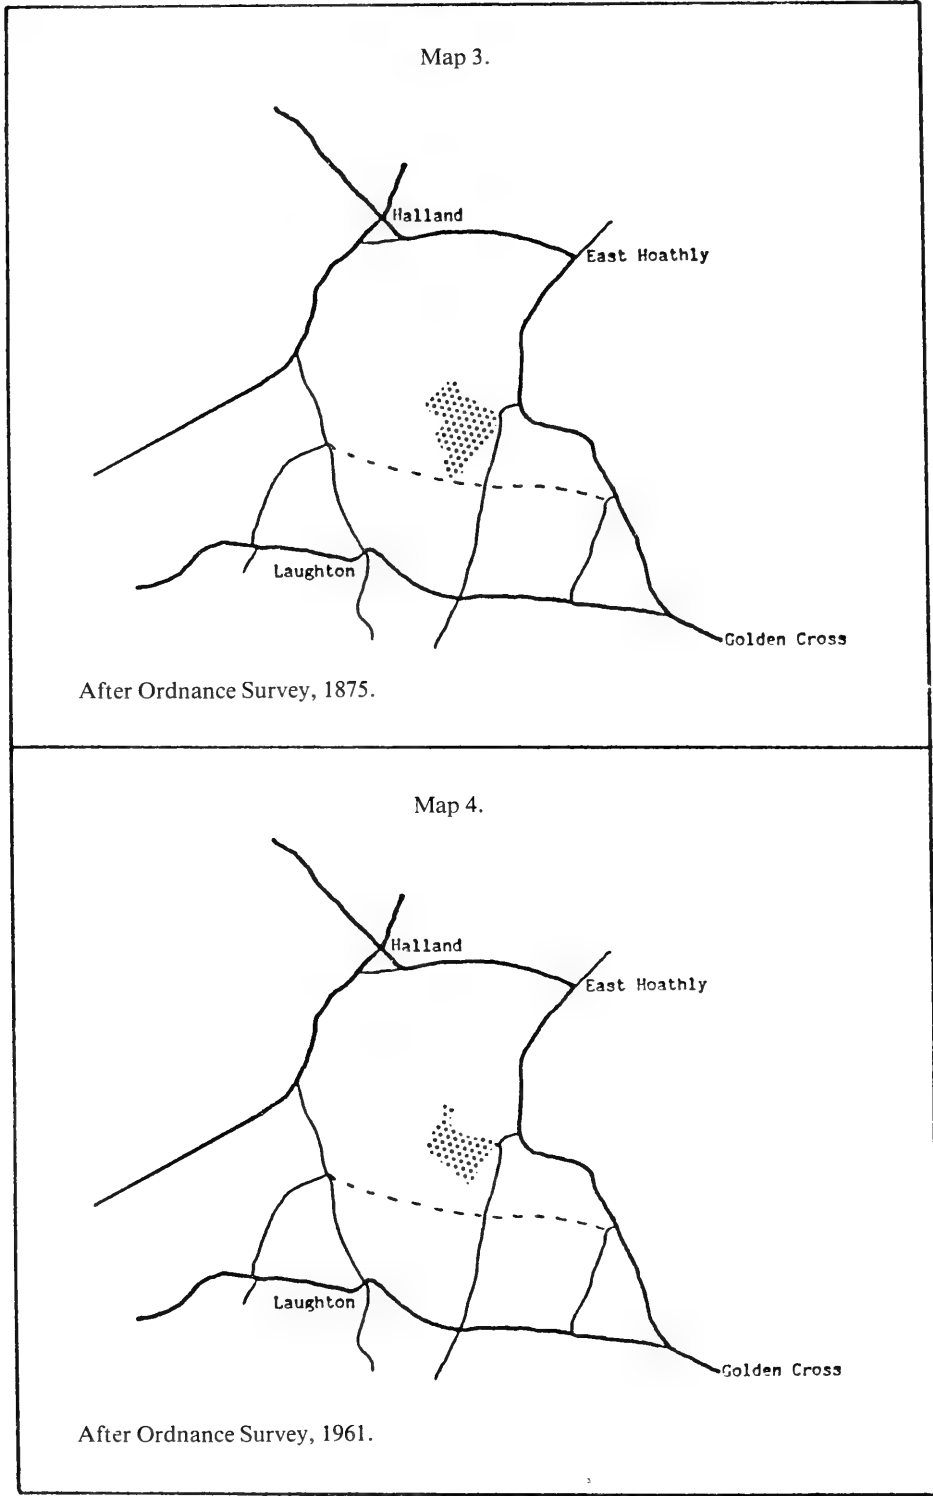 Map 3.
Halland
East Hoathly
Laughton
Golden Cross
After Ordnance Survey, 1875.
Map 4.
Halland
East Hoathly
Laughton
Golden Cross
After Ordnance Survey, 1961.